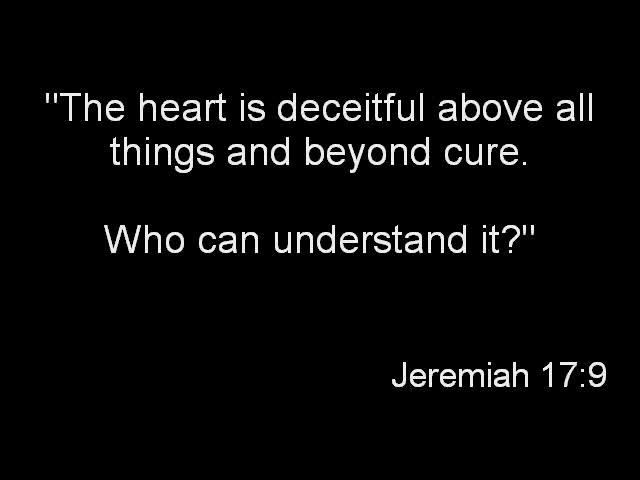 "The heart is deceitful above all
things and beyond cure.
Who can understand it?"
Jeremiah 17:9